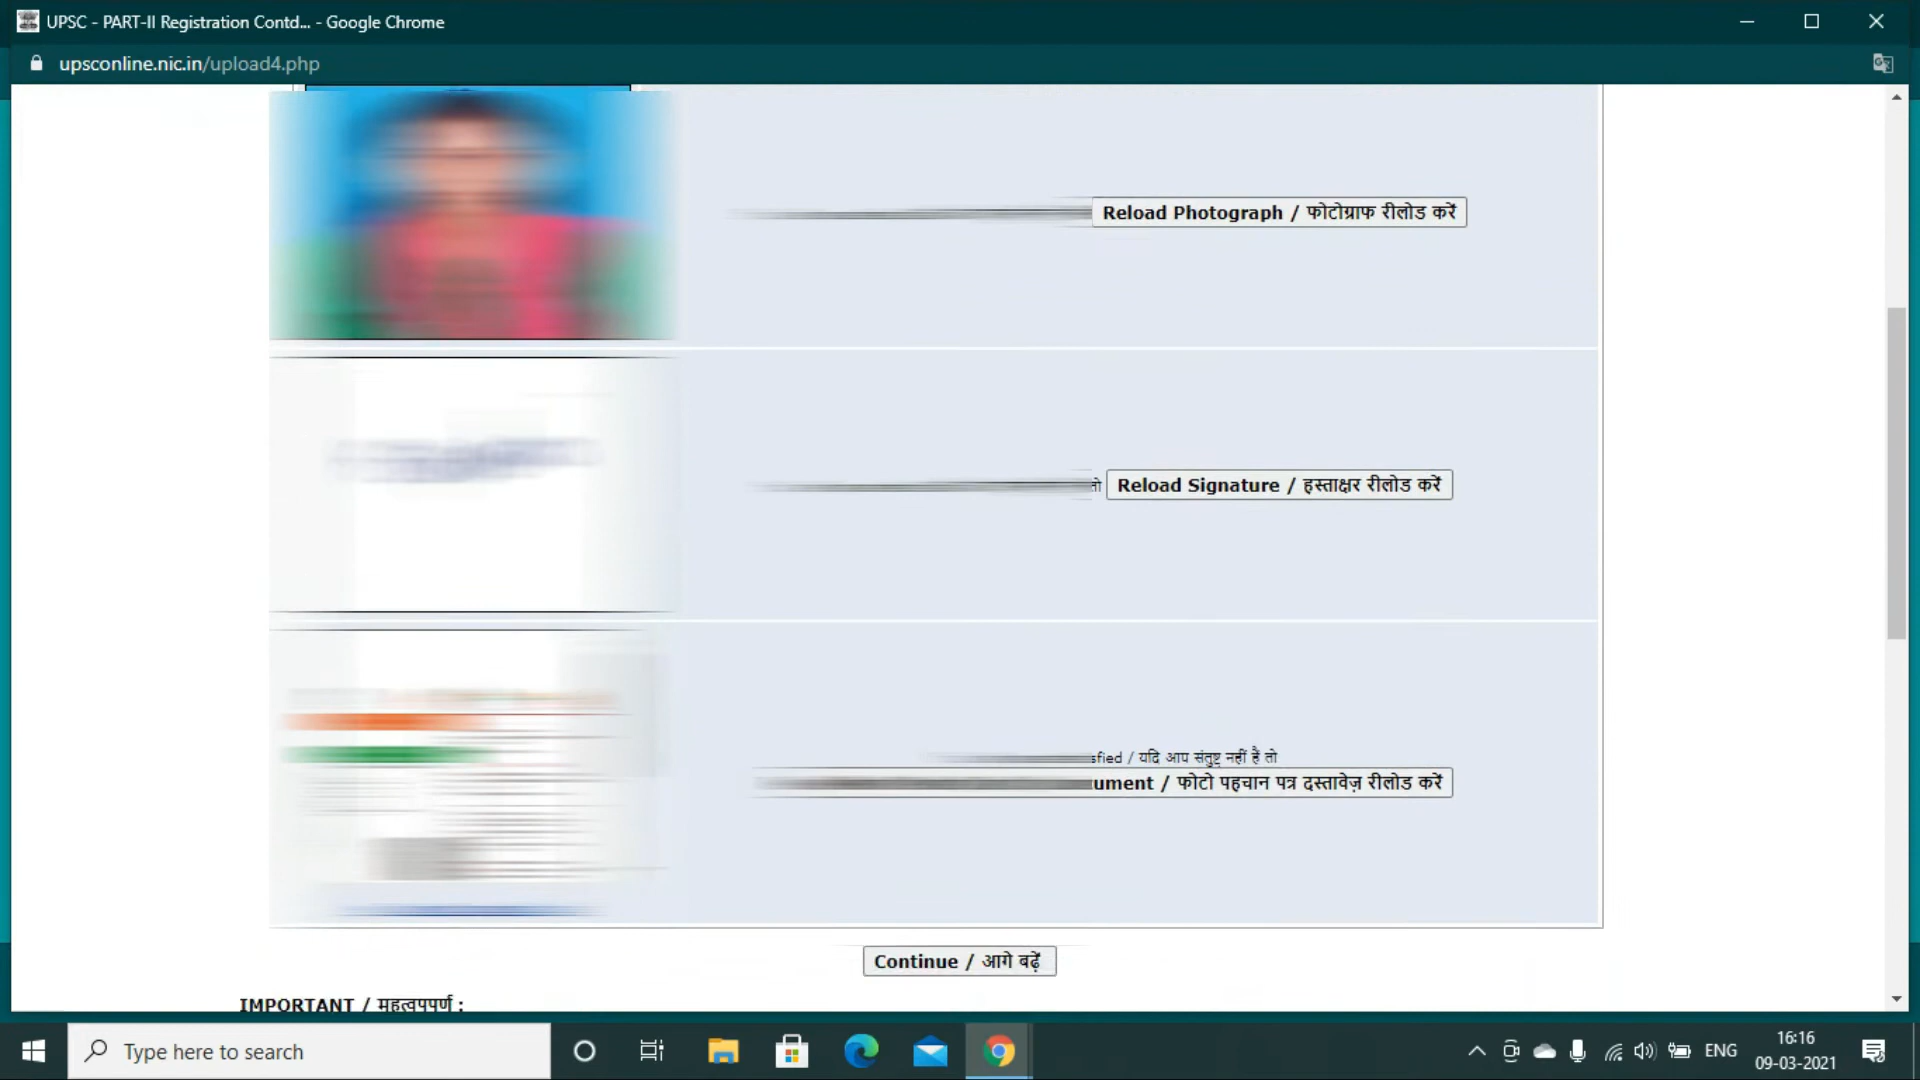 UPSC - PART-II Registration Contd... - Google Chrome
upsconline.nic.in/upload4.php
Reload Photograph / फोटोग्राफ रीलोड करें
तो Reload Signature / हस्ताक्षर रीलोड करें
/ यदि आप संतुष्ट नहीं हैं तो
/ फोटो पहचान पत्र दस्तावेज़ रीलोड करें
Continue / आगे बढ़ें
IMPORTANT / महत्वपूर्ण :
Type here to search
ENG
16:16
09-03-2021